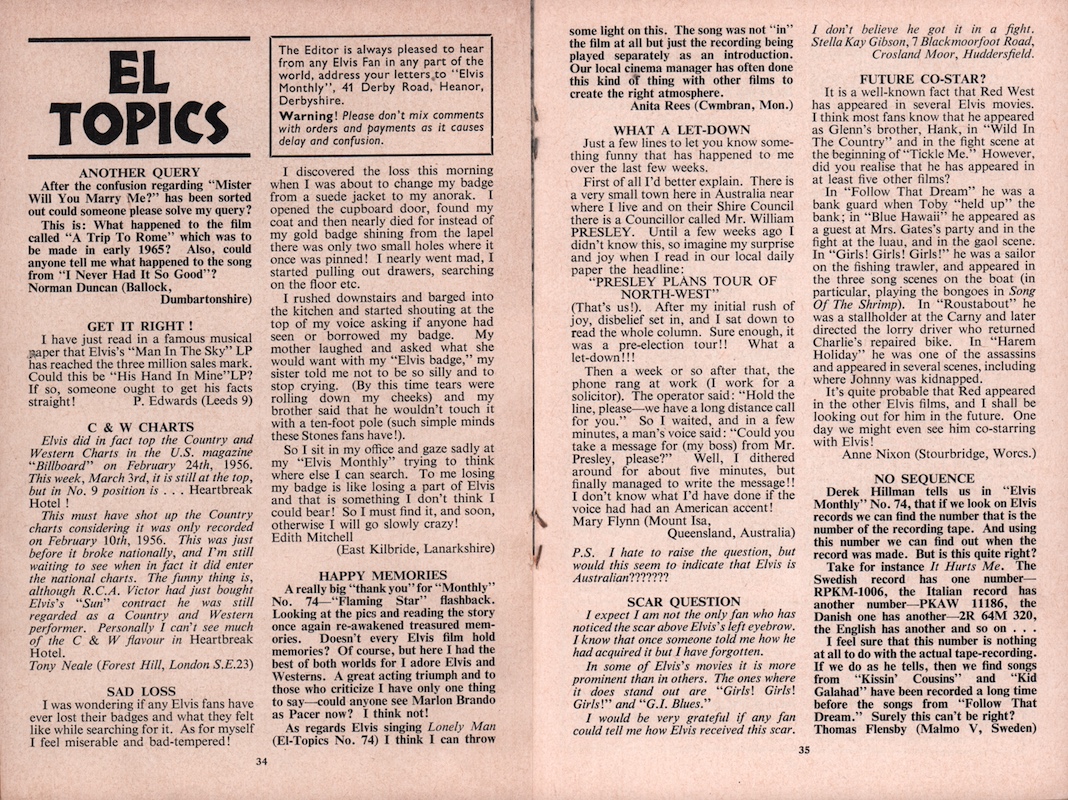 EL
TOPICS
The Editor is always pleased to hear
from any Elvis Fan in any part of the
world, address your letters to "Elvis
Monthly", 41 Derby Road, Heanor,
Derbyshire.
Warning! Please don't mix comments
with orders and payments as it causes
delay and confusion.
ANOTHER QUERY
After the confusion regarding "Mister
Will You Marry Me?" has been sorted
out could someone please solve my query?
This is: What happened to the film
called "A Trip To Rome" which was to
be made in early 1965? Also, could
anyone tell me what happened to the song
from "I Never Had It So Good"?
Norman Duncan (Ballock,
Dumbartonshire)
GET IT RIGHT !
I have just read in a famous musical
paper that Elvis's "Man In The Sky" LP
has reached the three million sales mark.
Could this be "His Hand In Mine"LP?
If so, someone ought to get his facts
straight! P. Edwards (Leeds 9)
C & W CHARTS
Elvis did in fact top the Country and
Western Charts in the U.S. magazine
"Billboard" on February 24th, 1956.
This week, March 3rd, it is still at the top,
but in No. 9 position is . . . Heartbreak
Hotel !
This must have shot up the Country
charts considering it was only recorded
on February 10th, 1956. This was just
before it broke nationally, and I'm still
waiting to see when in fact it did enter
the national charts. The funny thing is,
although R.C.A. Victor had just bought
Elvis's "Sun" contract he was still
regarded as a Country and Western
performer. Personally I can't see much
of the C & W flavour in Heartbreak
Hotel.
Tony Neale (Forest Hill, London S.E.23)
SAD LOSS
I was wondering if any Elvis fans have
ever lost their badges and what they felt
like while searching for it. As for myself
I feel miserable and bad-tempered!
I discovered the loss this morning
when I was about to change my badge
from a suede jacket to my anorak. I
opened the cupboard door, found my
coat and then nearly died for instead of
my gold badge shining from the lapel
there was only two small holes where it
once was pinned! I nearly went mad, I
started pulling out drawers, searching
on the floor etc.
I rushed downstairs and barged into
the kitchen and started shouting at the
top of my voice asking if anyone had
seen or borrowed my badge. My
mother laughed and asked what she
would want with my "Elvis badge," my
sister told me not to be so silly and to
stop crying. (By this time tears were
rolling down my cheeks) and my
brother said that he wouldn't touch it
with a ten-foot pole (such simple minds
these Stones fans have!).
So I sit in my office and gaze sadly at
my "Elvis Monthly" trying to think
where else I can search. To me losing
my badge is like losing a part of Elvis
and that is something I don't think I
could bear! So I must find it, and soon,
otherwise I will go slowly crazy!
Edith Mitchell
(East Kilbride, Lanarkshire)
HAPPY MEMORIES
A really big "thank you" for "Monthly"
No. 74—"Flaming Star" flashback.
Looking at the pics and reading the story
once again re-awakened treasured mem-
ories. Doesn't every Elvis film hold
memories? Of course, but here I had the
best of both worlds for I adore Elvis and
Westerns. A great acting triumph and to
those who criticize I have only one thing
to say—could anyone see Marlon Brando
as Pacer now? I think not!
As regards Elvis singing Lonely Man
(El-Topics No. 74) I think I can throw
34
some light on this. The song was not "in"
the film at all but just the recording being
played separately as an introduction.
Our local cinema manager has often done
this kind of thing with other films to
create the right atmosphere.
Anita Rees (Cwmbran, Mon.)
WHAT A LET-DOWN
Just a few lines to let you know some-
thing funny that has happened to me
over the last few weeks.
First of all I'd better explain. There is
a very small town here in Australia near
where I live and on their Shire Council
there is a Councillor called Mr. William
PRESLEY. Until a few weeks ago I
didn't know this, so imagine my surprise
and joy when I read in our local daily
paper the headline:
"PRESLEY PLANS TOUR OF
NORTH-WEST"
(That's us!). After my initial rush of
joy, disbelief set in, and I sat down to
read the whole column. Sure enough, it
was a pre-election tour!! What a
let-down!!!
Then a week or so after that, the
phone rang at work (I work for a
solicitor). The operator said: "Hold the
line, please—we have a long distance call
for you." So I waited, and in a few
minutes, a man's voice said: "Could you
take a message for (my boss) from Mr.
Presley, please?" Well, I dithered
around for about five minutes, but
finally managed to write the message!!
I don't know what I'd have done if the
voice had had an American accent!
Mary Flynn (Mount Isa,
Queensland, Australia)
P.S. I hate to raise the question, but
would this seem to indicate that Elvis is
Australian???????
SCAR QUESTION
I expect I am not the only fan who has
noticed the scar above Elvis's left eyebrow.
I know that once someone told me how he
had acquired it but I have forgotten.
In some of Elvis's movies it is more
prominent than in others. The ones where
it does stand out are "Girls! Girls!
Girls!" and "G.I. Blues."
I would be very grateful if any fan
could tell me how Elvis received this scar.
I don't believe he got it in a fight.
Stella Kay Gibson, 7 Blackmoorfoot Road,
Crosland Moor, Huddersfield.
FUTURE CO-STAR?
It is a well-known fact that Red West
has appeared in several Elvis movies.
I think most fans know that he appeared
as Glenn's brother, Hank, in "Wild In
The Country" and in the fight scene at
the beginning of "Tickle Me." However,
did you realise that he has appeared in
at least five other films?
In "Follow That Dream" he was a
bank guard when Toby "held up" the
bank; in "Blue Hawaii" he appeared as
a guest at Mrs. Gates's party and in the
fight at the luau, and in the gaol scene.
In "Girls! Girls! Girls!" he was a sailor
on the fishing trawler, and appeared in
the three song scenes on the boat (in
particular, playing the bongoes in Song
Of The Shrimp). In "Roustabout" he
was a stallholder at the Carny and later
directed the lorry driver who returned
Charlie's repaired bike. In "Harem
Holiday" he was one of the assassins
and appeared in several scenes, including
where Johnny was kidnapped.
It's quite probable that Red appeared
in the other Elvis films, and I shall be
looking out for him in the future. One
day we might even see him co-starring
with Elvis!
Anne Nixon (Stourbridge, Worcs.)
NO SEQUENCE
Derek Hillman tells us in "Elvis
Monthly" No. 74, that if we look on Elvis
records we can find the number that is the
number of the recording tape. And using
this number we can find out when the
record was made. But is this quite right?
Take for instance It Hurts Me. The
Swedish record has one number—
RPKM-1006, the Italian record has
another number—PKAW 11186, the
Danish one has another—2R 64M 320,
the English has another and so on . . .
I feel sure that this number is nothing
at all to do with the actual tape-recording.
If we do as he tells, then we find songs
from "Kissin' Cousins" and "Kid
Galahad" have been recorded a long time
before the songs from "Follow That
Dream." Surely this can't be right?
Thomas Flensby (Malmo V, Sweden)
35